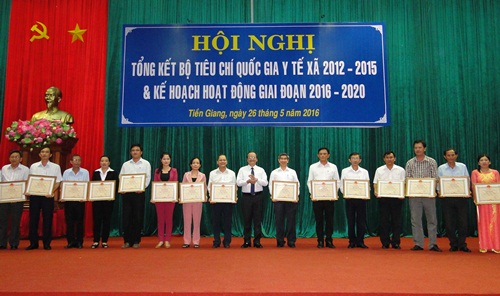 HỘI NGHỊ
TỔNG KẾT BỘ TIÊU CHÍ QUỐC GIA Y TẾ XÃ 2012 - 2015
& KẾ HOẠCH HOẠT ĐỘNG GIAI ĐOẠN 2016 - 2020
Tiền Giang, ngày 26 tháng 5 năm 2016